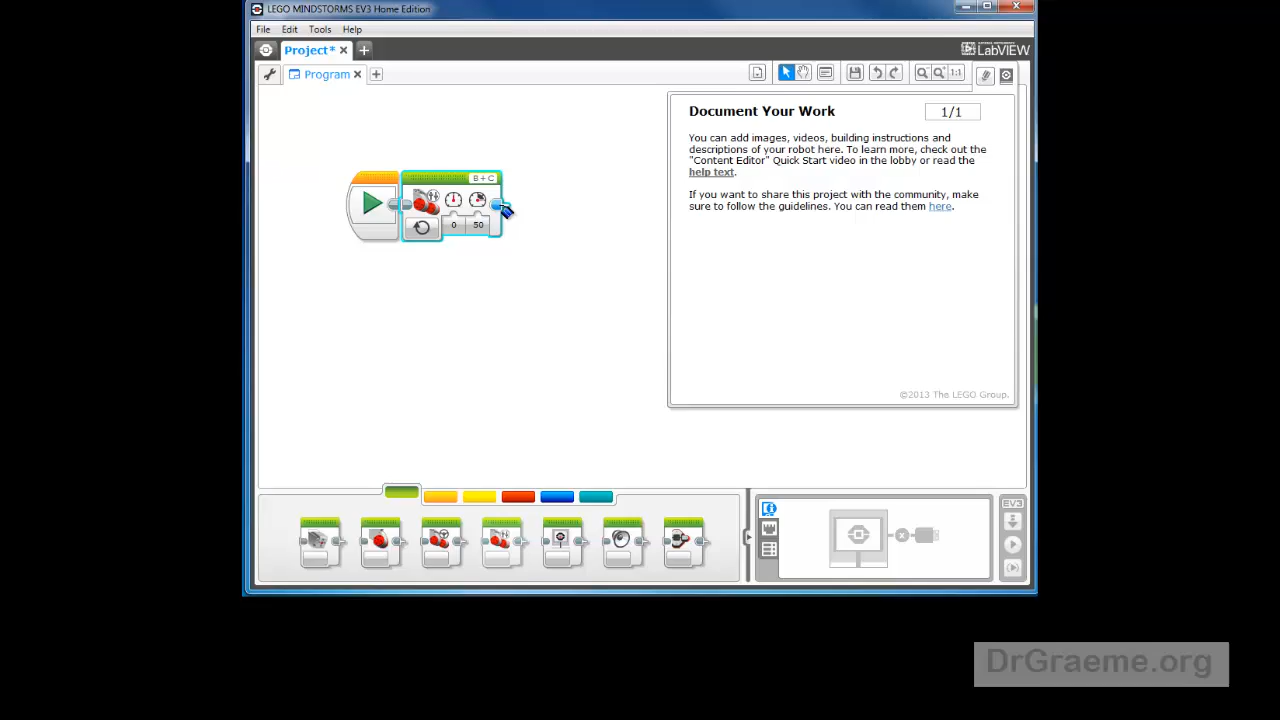 LEGO MINDSTORMS EV3 Home Edition
File Edit Tools Help
Project*
LabVIEW
Program
1:1
Document Your Work
1/1
You can add images, videos, building instructions and
descriptions of your robot here. To learn more, check out the
"Content Editor" Quick Start video in the lobby or read the
help text.
If you want to share this project with the community, make
sure to follow the guidelines. You can read them here.
B + C
0 50
©2013 The LEGO Group.
EV3
DrGraeme.org